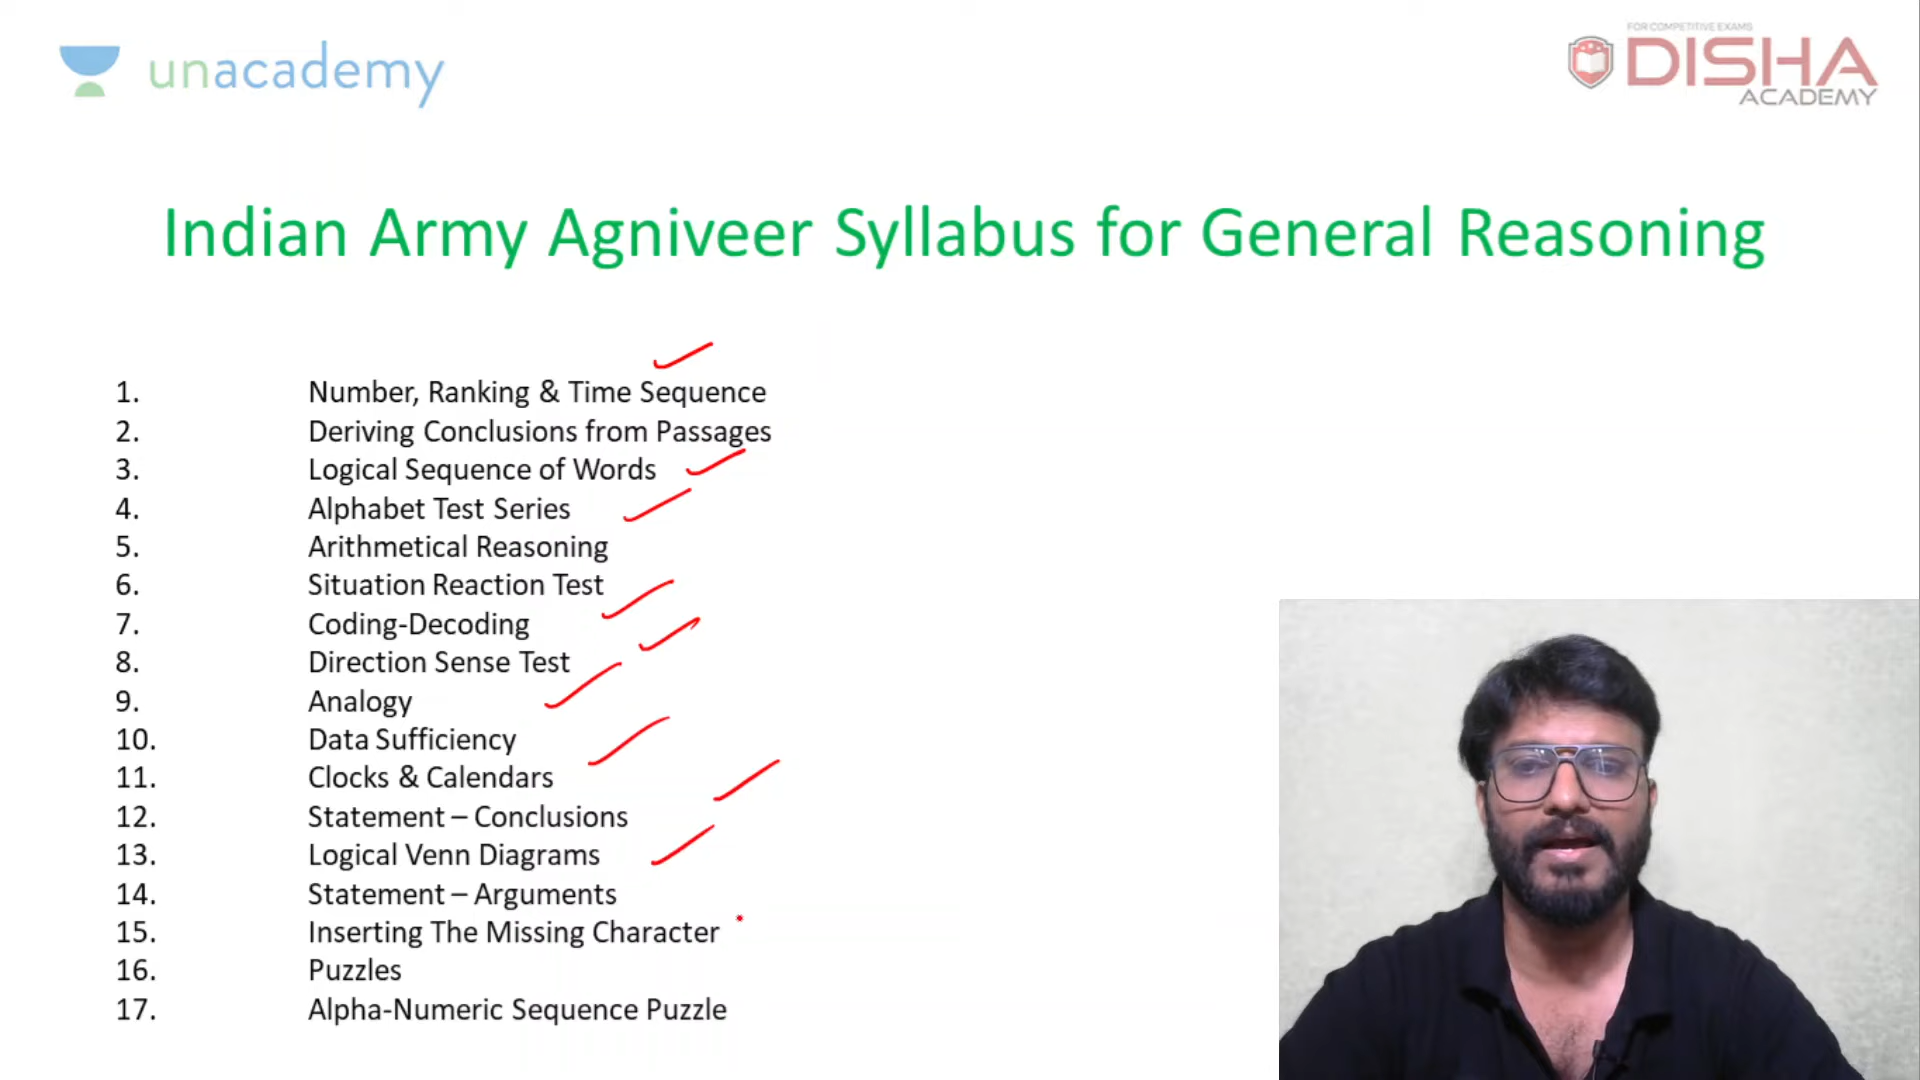 unacademy
FOR COMPETITIVE EXAMS
DISHA
ACADEMY
Indian Army Agniveer Syllabus for General Reasoning
1. Number, Ranking & Time Sequence
2. Deriving Conclusions from Passages
3. Logical Sequence of Words
4. Alphabet Test Series
5. Arithmetical Reasoning
6. Situation Reaction Test
7. Coding-Decoding
8. Direction Sense Test
9. Analogy
10. Data Sufficiency
11. Clocks & Calendars
12. Statement – Conclusions
13. Logical Venn Diagrams
14. Statement – Arguments
15. Inserting The Missing Character
16. Puzzles
17. Alpha-Numeric Sequence Puzzle